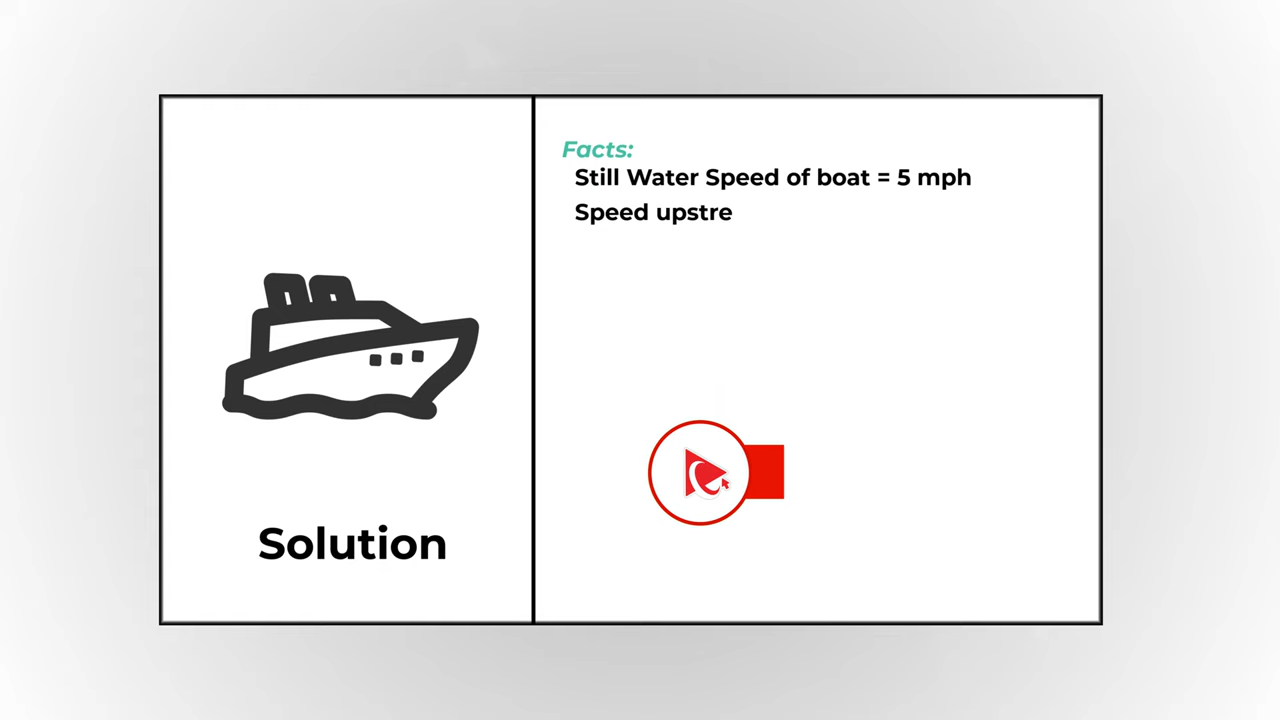 Facts:
Still Water Speed of boat = 5 mph
Speed upstre
Solution